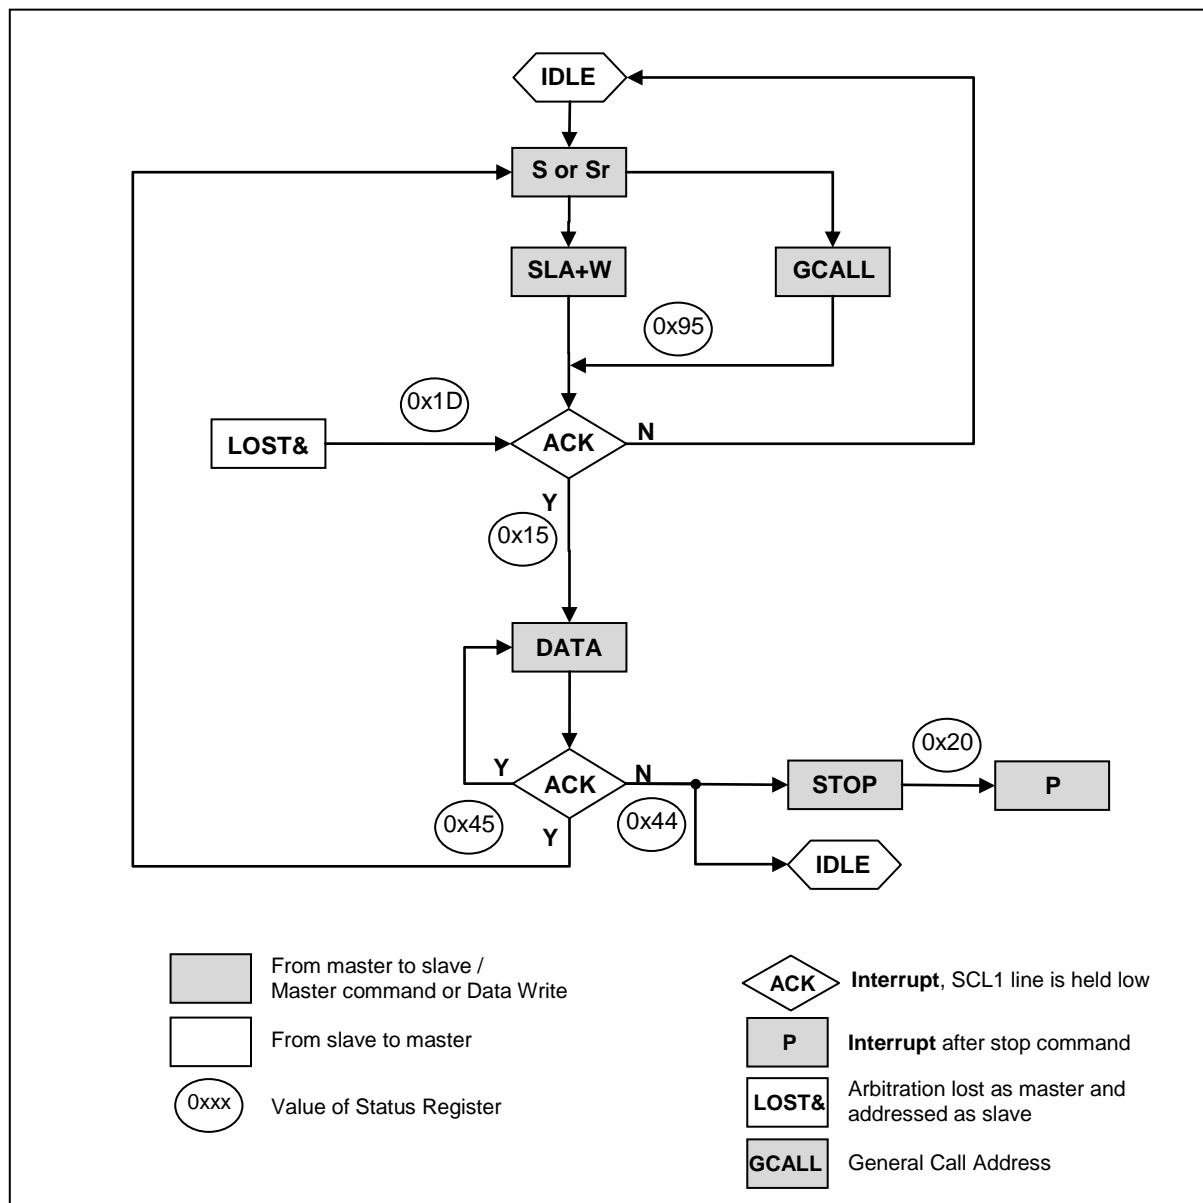 IDLE
S or Sr
SLA+W
GCALL
0x95
0x1D
LOST&
ACK
N
Y
0x15
DATA
Y
ACK
N
0x20
STOP
P
0x45
Y
0x44
IDLE
From master to slave /
Master command or Data Write
From slave to master
0xxx
Value of Status Register
ACK
Interrupt, SCL1 line is held low
P
Interrupt after stop command
LOST&
Arbitration lost as master and
addressed as slave
GCALL
General Call Address